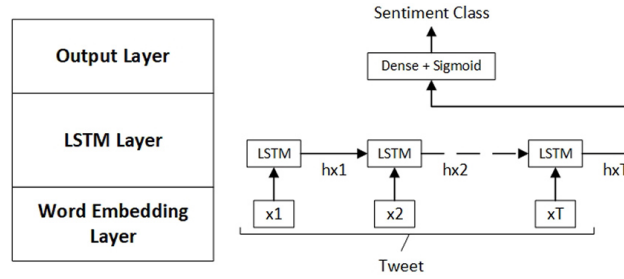 Output Layer
LSTM Layer
Word Embedding
Layer
Sentiment Class
Dense + Sigmoid
LSTM
hx1
LSTM
hx2
LSTM
hxT
x1
x2
xT
Tweet